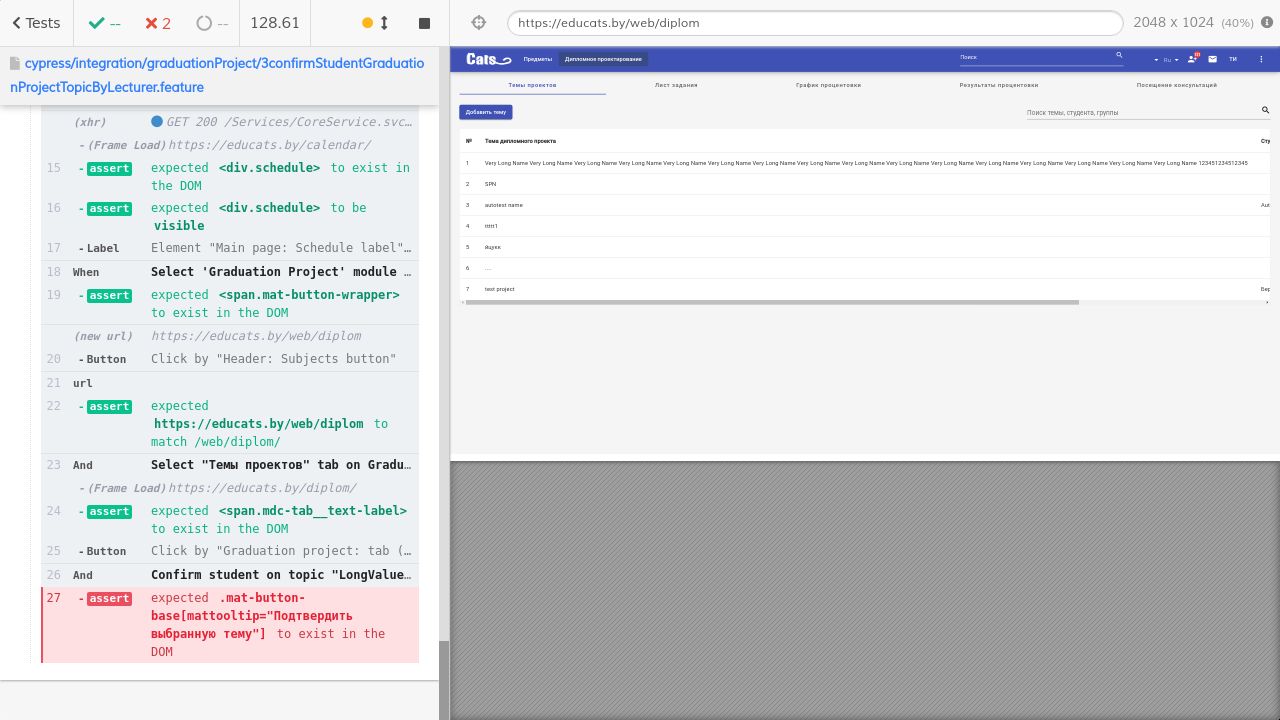 Tests
--
2
--
128.61
https://educats.by/web/diplom
2048 x 1024 (40%)
cypress/integration/graduationProject/3confirmStudentGraduatio
nProjectTopicByLecturer.feature
(xhr) GET 200 /Services/CoreService.svc…
-(Frame Load) https://educats.by/calendar/
15 -assert expected <div.schedule> to exist in
the DOM
16 -assert expected <div.schedule> to be
visible
17 -Label Element "Main page: Schedule label"…
18 When Select 'Graduation Project' module …
19 -assert expected <span.mat-button-wrapper>
to exist in the DOM
(new url) https://educats.by/web/diplom
20 -Button Click by "Header: Subjects button"
21 url
22 -assert expected
https://educats.by/web/diplom to
match /web/diplom/
23 And Select "Темы проектов" tab on Gradu…
-(Frame Load) https://educats.by/diplom/
24 -assert expected <span.mdc-tab__text-label>
to exist in the DOM
25 -Button Click by "Graduation project: tab (…
26 And Confirm student on topic "LongValue…
27 -assert expected .mat-button-
base[mattooltip="Подтвердить
выбранную тему"] to exist in the
DOM
Cats Предметы Дипломное проектирование Поиск Ru ТИ
Темы проектов Лист задания График процентовки Результаты процентовки Посещение консультаций
Добавить тему Поиск темы, студента, группы
№ Тема дипломного проекта Сту
1 Very Long Name Very Long Name Very Long Name Very Long Name Very Long Name Very Long Name Very Long Name Very Long Name Very Long Name Very Long Name Very Long Name Very Long Name Very Long Name Very Long Name Very Long Name Very Long Name 123451234512345
2 SPN
3 autotext name Aut
4 ttttt1
5 йцукк
6 ...
7 test project Бер